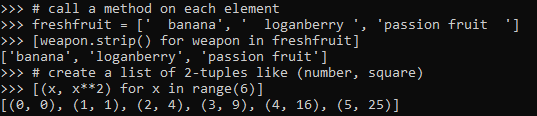 >>> # call a method on each element
>>> freshfruit = ['  banana', '  loganberry ', 'passion fruit  ']
>>> [weapon.strip() for weapon in freshfruit]
['banana', 'loganberry', 'passion fruit']
>>> # create a list of 2-tuples like (number, square)
>>> [(x, x**2) for x in range(6)]
[(0, 0), (1, 1), (2, 4), (3, 9), (4, 16), (5, 25)]